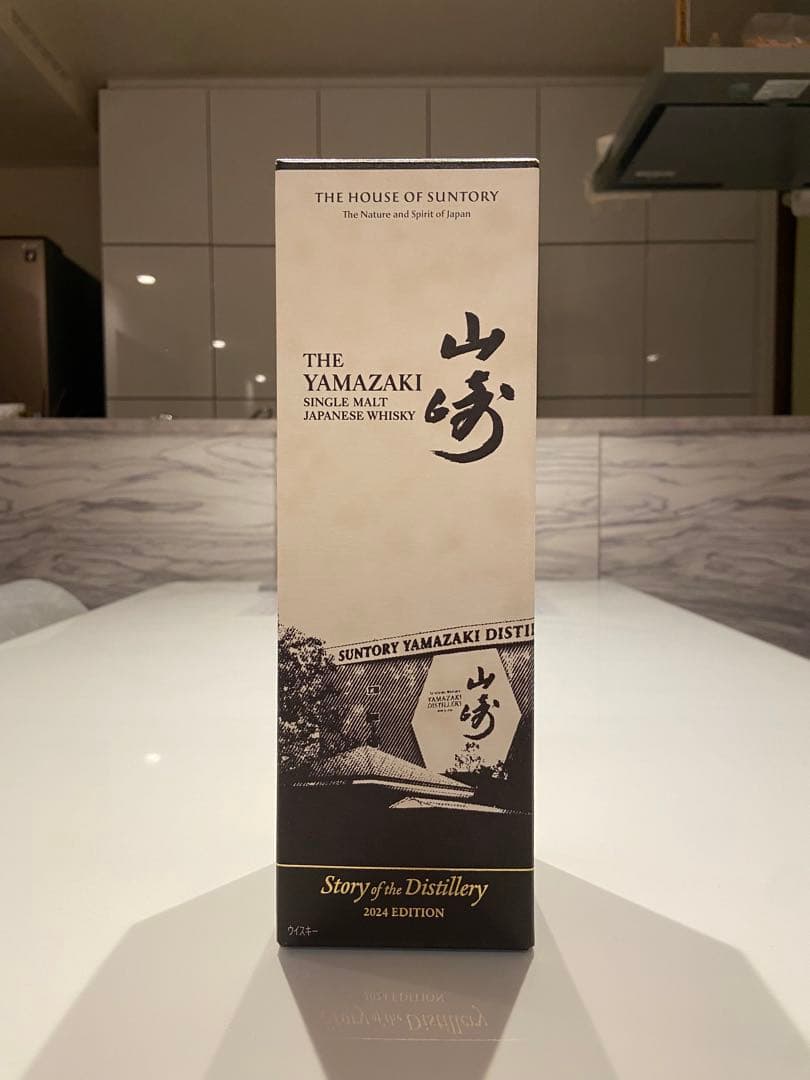 THE HOUSE OF SUNTORY
The Nature and Spirit of Japan
THE
YAMAZAKI
SINGLE MALT
JAPANESE WHISKY
山崎
SUNTORY YAMAZAKI DISTI
YAMAZAKI
DISTILLERY
山崎
Story of the Distillery
2024 EDITION
ウイスキー